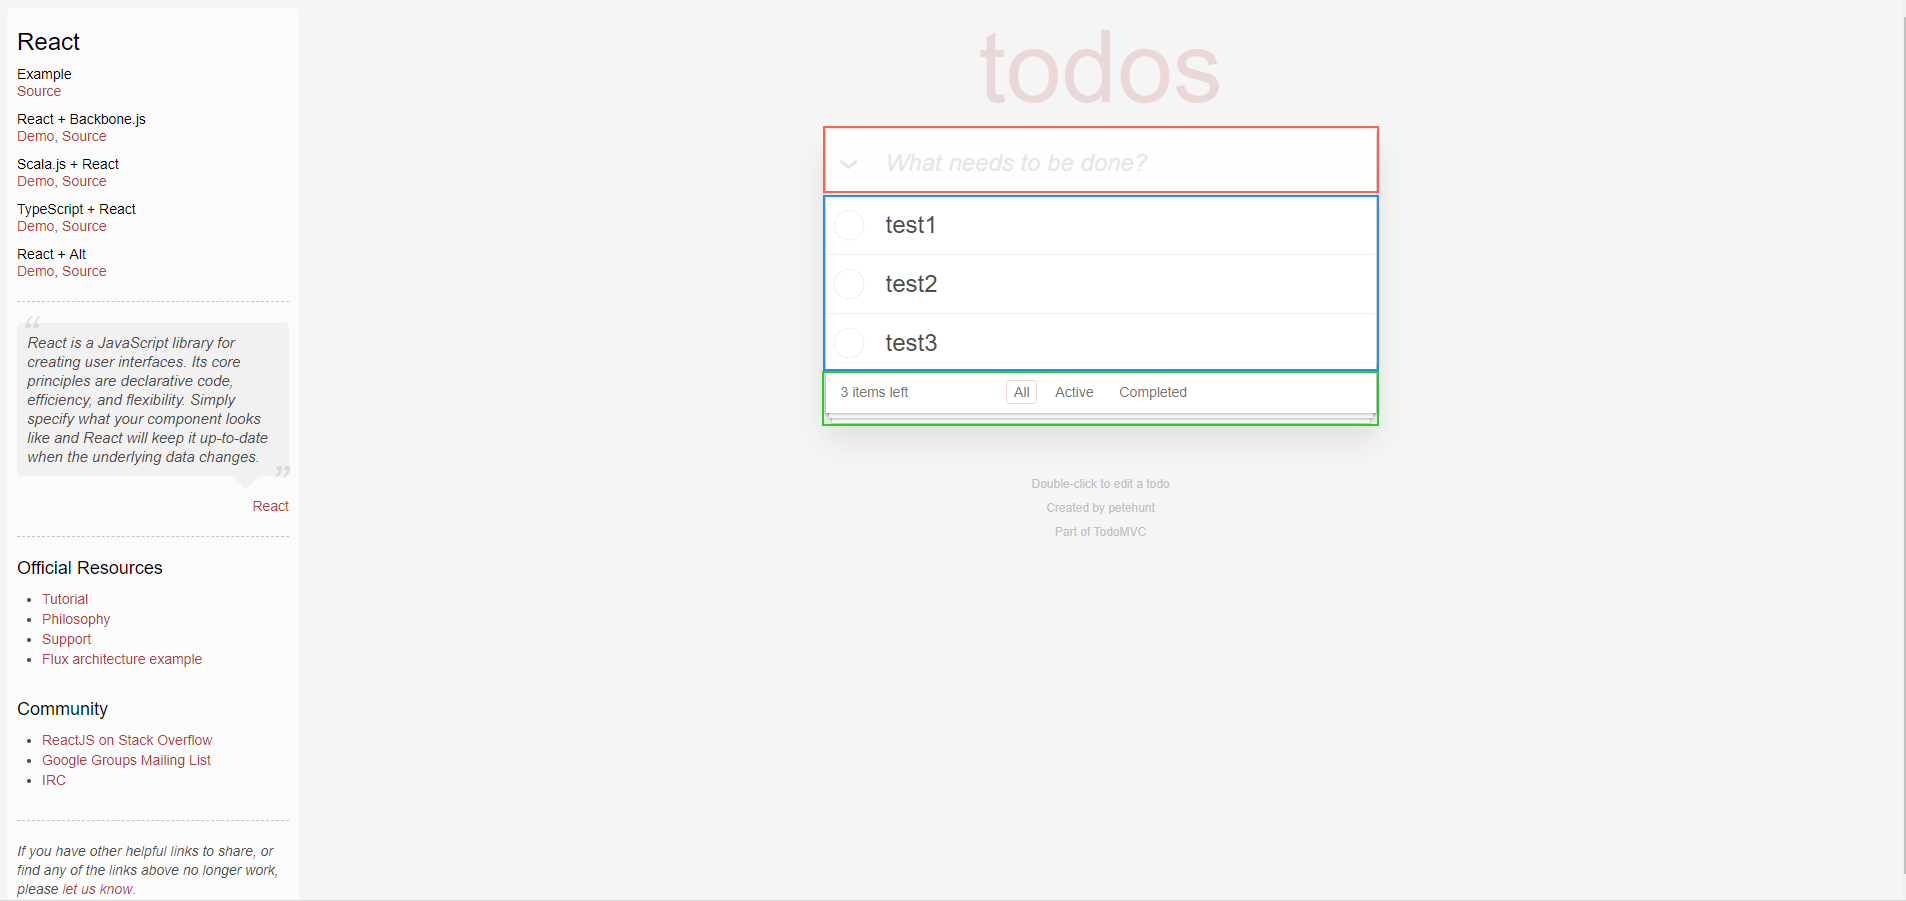 React
Example
Source
React + Backbone.js
Demo, Source
Scala.js + React
Demo, Source
TypeScript + React
Demo, Source
React + Alt
Demo, Source
“
React is a JavaScript library for
creating user interfaces. Its core
principles are declarative code,
efficiency, and flexibility. Simply
specify what your component looks
like and React will keep it up-to-date
when the underlying data changes.
”
React
Official Resources
• Tutorial
• Philosophy
• Support
• Flux architecture example
Community
• ReactJS on Stack Overflow
• Google Groups Mailing List
• IRC
If you have other helpful links to share, or
find any of the links above no longer work,
please let us know.
todos
What needs to be done?
test1
test2
test3
3 items left All Active Completed
Double-click to edit a todo
Created by petehunt
Part of TodoMVC